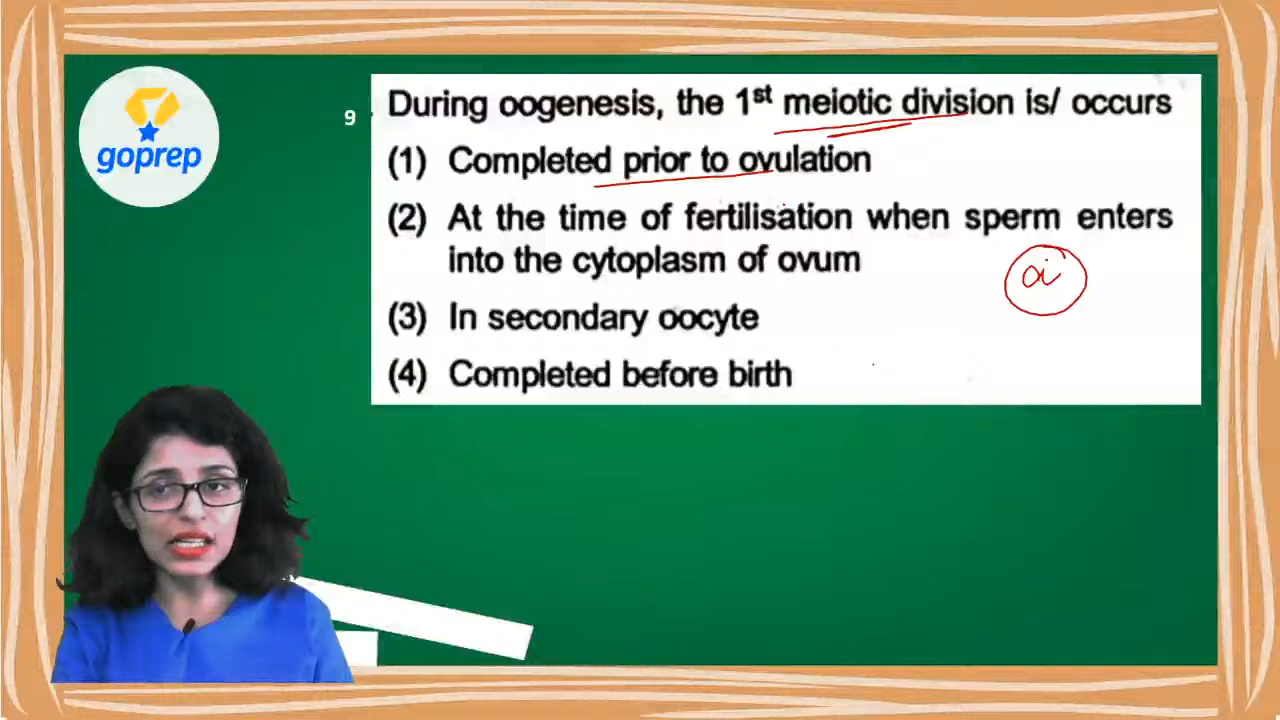 goprep
9
During oogenesis, the 1st meiotic division is/ occurs
(1) Completed prior to ovulation
(2) At the time of fertilisation when sperm enters
into the cytoplasm of ovum
(3) In secondary oocyte
(4) Completed before birth